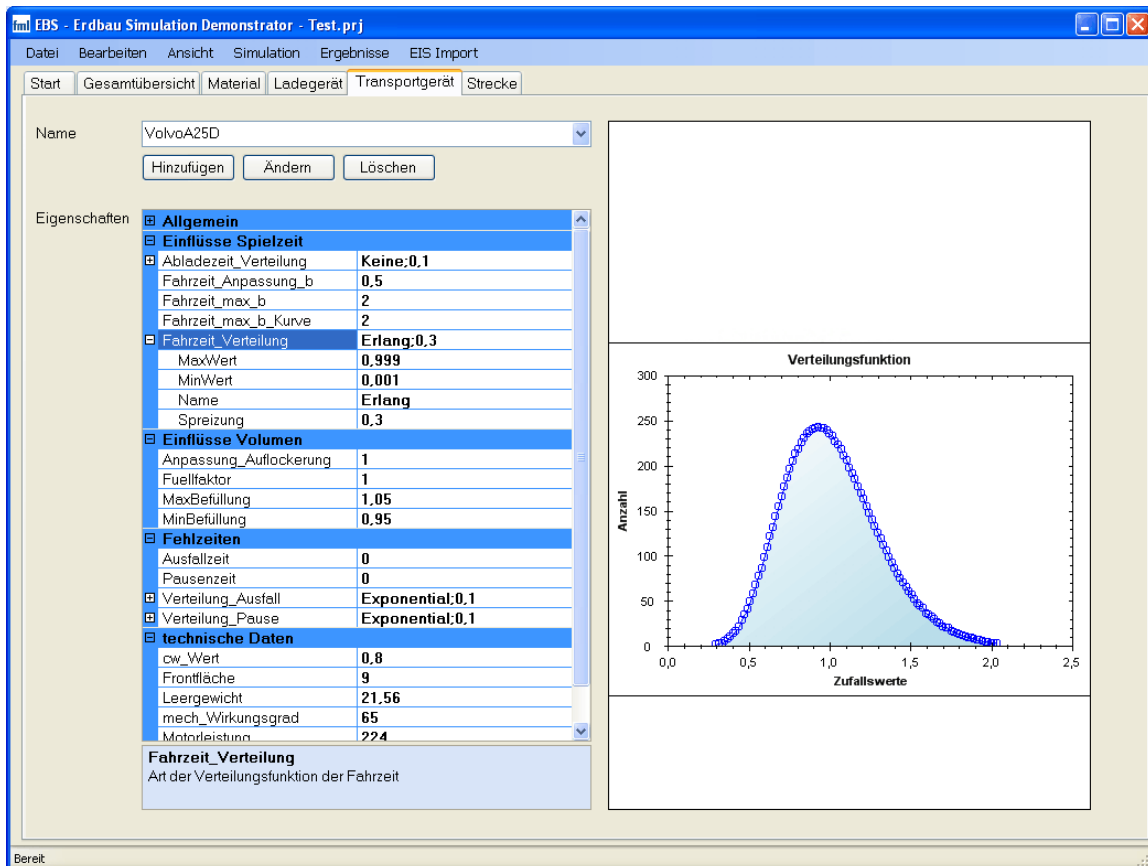 fml EBS - Erdbau Simulation Demonstrator - Test.prj
Datei Bearbeiten Ansicht Simulation Ergebnisse EIS Import
Start Gesamtübersicht Material Ladegerät Transportgerät Strecke
Name VolvoA25D
Hinzufügen Ändern Löschen
Eigenschaften
Allgemein
Einflüsse Spielzeit
Abladezeit_Verteilung Keine;0,1
Fahrzeit_Anpassung_b 0,5
Fahrzeit_max_b 2
Fahrzeit_max_b_Kurve 2
Fahrzeit_Verteilung Erlang;0,3
MaxWert 0,999
MinWert 0,001
Name Erlang
Spreizung 0,3
Einflüsse Volumen
Anpassung_Auflockerung 1
Fuellfaktor 1
MaxBefüllung 1,05
MinBefüllung 0,95
Fehlzeiten
Ausfallzeit 0
Pausenzeit 0
Verteilung_Ausfall Exponential;0,1
Verteilung_Pause Exponential;0,1
technische Daten
cw_Wert 0,8
Frontfläche 9
Leergewicht 21,56
mech_Wirkungsgrad 65
Motorleistung 224
Fahrzeit_Verteilung
Art der Verteilungsfunktion der Fahrzeit
Verteilungsfunktion
300
250
200
150
100
50
0
Anzahl
0,0 0,5 1,0 1,5 2,0 2,5
Zufallswerte
Bereit